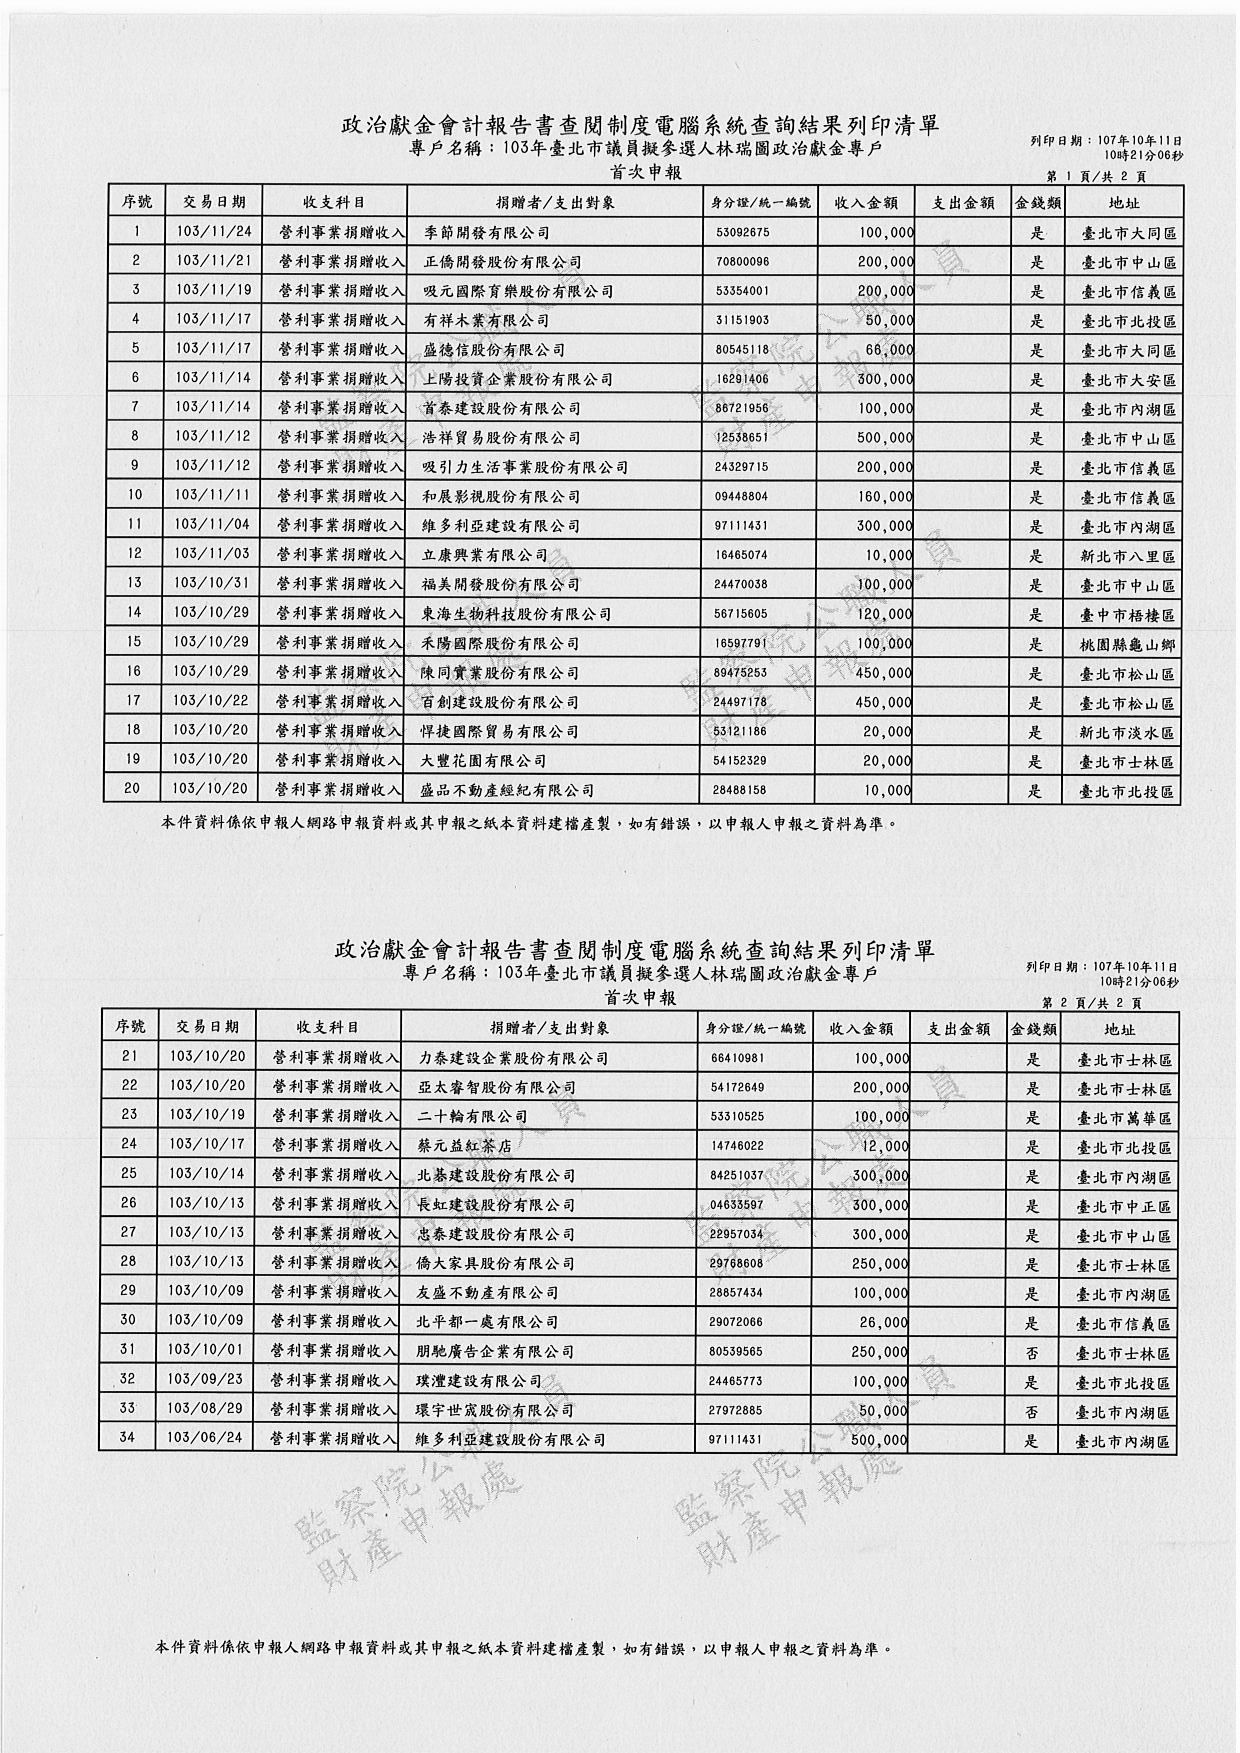 政治獻金會計報告書查閱制度電腦系統查詢結果列印清單
專戶名稱：103年臺北市議員擬參選人林瑞圖政治獻金專戶
列印日期：107年10年11日
10時21分06秒
首次申報
第 1 頁/共 2 頁
序號 交易日期 收支科目 捐贈者/支出對象 身分證/統一編號 收入金額 支出金額 金錢類 地址
1 103/11/24 營利事業捐贈收入 季節開發有限公司 53092675 100,000 是 臺北市大同區
2 103/11/21 營利事業捐贈收入 正僑開發股份有限公司 70800096 200,000 是 臺北市中山區
3 103/11/19 營利事業捐贈收入 吸元國際育樂股份有限公司 53354001 200,000 是 臺北市信義區
4 103/11/17 營利事業捐贈收入 有祥木業有限公司 31151903 50,000 是 臺北市北投區
5 103/11/17 營利事業捐贈收入 盛德信股份有限公司 80545118 66,000 是 臺北市大同區
6 103/11/14 營利事業捐贈收入 上陽投資企業股份有限公司 16291406 300,000 是 臺北市大安區
7 103/11/14 營利事業捐贈收入 首泰建設股份有限公司 86721956 100,000 是 臺北市內湖區
8 103/11/12 營利事業捐贈收入 浩祥貿易股份有限公司 12538651 500,000 是 臺北市中山區
9 103/11/12 營利事業捐贈收入 吸引力生活事業股份有限公司 24329715 200,000 是 臺北市信義區
10 103/11/11 營利事業捐贈收入 和展影視股份有限公司 09448804 160,000 是 臺北市信義區
11 103/11/04 營利事業捐贈收入 維多利亞建設有限公司 97111431 300,000 是 臺北市內湖區
12 103/11/03 營利事業捐贈收入 立康興業有限公司 16465074 10,000 是 新北市八里區
13 103/10/31 營利事業捐贈收入 福美開發股份有限公司 24470038 100,000 是 臺北市中山區
14 103/10/29 營利事業捐贈收入 東海生物科技股份有限公司 56715605 120,000 是 臺中市梧棲區
15 103/10/29 營利事業捐贈收入 禾陽國際股份有限公司 16597791 100,000 是 桃園縣龜山鄉
16 103/10/29 營利事業捐贈收入 陳同實業股份有限公司 89475253 450,000 是 臺北市松山區
17 103/10/22 營利事業捐贈收入 百創建設股份有限公司 24497178 450,000 是 臺北市松山區
18 103/10/20 營利事業捐贈收入 悍捷國際貿易有限公司 53121186 20,000 是 新北市淡水區
19 103/10/20 營利事業捐贈收入 大豐花園有限公司 54152329 20,000 是 臺北市士林區
20 103/10/20 營利事業捐贈收入 盛品不動產經紀有限公司 28488158 10,000 是 臺北市北投區
監察院公職人員
財產申報處
監察院公職人員
財產申報處
監察院公職人員
財產申報處
監察院公職人員
財產申報處
本件資料係依申報人網路申報資料或其申報之紙本資料建檔產製，如有錯誤，以申報人申報之資料為準。
政治獻金會計報告書查閱制度電腦系統查詢結果列印清單
專戶名稱：103年臺北市議員擬參選人林瑞圖政治獻金專戶
列印日期：107年10年11日
10時21分06秒
首次申報
第 2 頁/共 2 頁
序號 交易日期 收支科目 捐贈者/支出對象 身分證/統一編號 收入金額 支出金額 金錢類 地址
21 103/10/20 營利事業捐贈收入 力泰建設企業股份有限公司 66410981 100,000 是 臺北市士林區
22 103/10/20 營利事業捐贈收入 亞太睿智股份有限公司 54172649 200,000 是 臺北市士林區
23 103/10/19 營利事業捐贈收入 二十輪有限公司 53310525 100,000 是 臺北市萬華區
24 103/10/17 營利事業捐贈收入 蔡元益紅茶店 14746022 12,000 是 臺北市北投區
25 103/10/14 營利事業捐贈收入 北碁建設股份有限公司 84251037 300,000 是 臺北市內湖區
26 103/10/13 營利事業捐贈收入 長虹建設股份有限公司 04633597 300,000 是 臺北市中正區
27 103/10/13 營利事業捐贈收入 忠泰建設股份有限公司 22957034 300,000 是 臺北市中山區
28 103/10/13 營利事業捐贈收入 僑大家具股份有限公司 29768608 250,000 是 臺北市士林區
29 103/10/09 營利事業捐贈收入 友盛不動產有限公司 28857434 100,000 是 臺北市內湖區
30 103/10/09 營利事業捐贈收入 北平都一處有限公司 29072066 26,000 是 臺北市信義區
31 103/10/01 營利事業捐贈收入 朋馳廣告企業有限公司 80539565 250,000 否 臺北市士林區
32 103/09/23 營利事業捐贈收入 璞灃建設有限公司 24465773 100,000 是 臺北市北投區
33 103/08/29 營利事業捐贈收入 環宇世宬股份有限公司 27972885 50,000 否 臺北市內湖區
34 103/06/24 營利事業捐贈收入 維多利亞建設股份有限公司 97111431 500,000 是 臺北市內湖區
監察院公職人員
財產申報處
監察院公職人員
財產申報處
監察院公職人員
財產申報處
監察院公職人員
財產申報處
本件資料係依申報人網路申報資料或其申報之紙本資料建檔產製，如有錯誤，以申報人申報之資料為準。